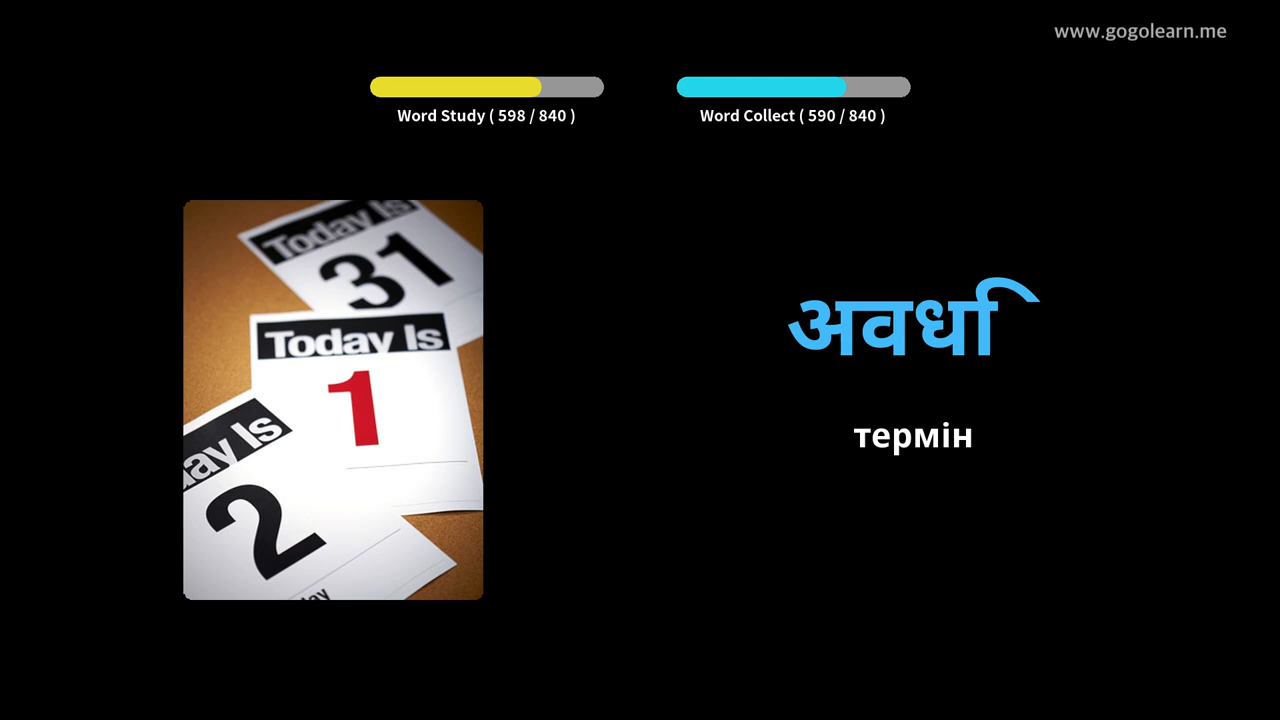 www.gogolearn.me
Word Study ( 598 / 840 )
Word Collect ( 590 / 840 )
Today Is
31
Today Is
1
ay Is
2
day
अवधि
термін